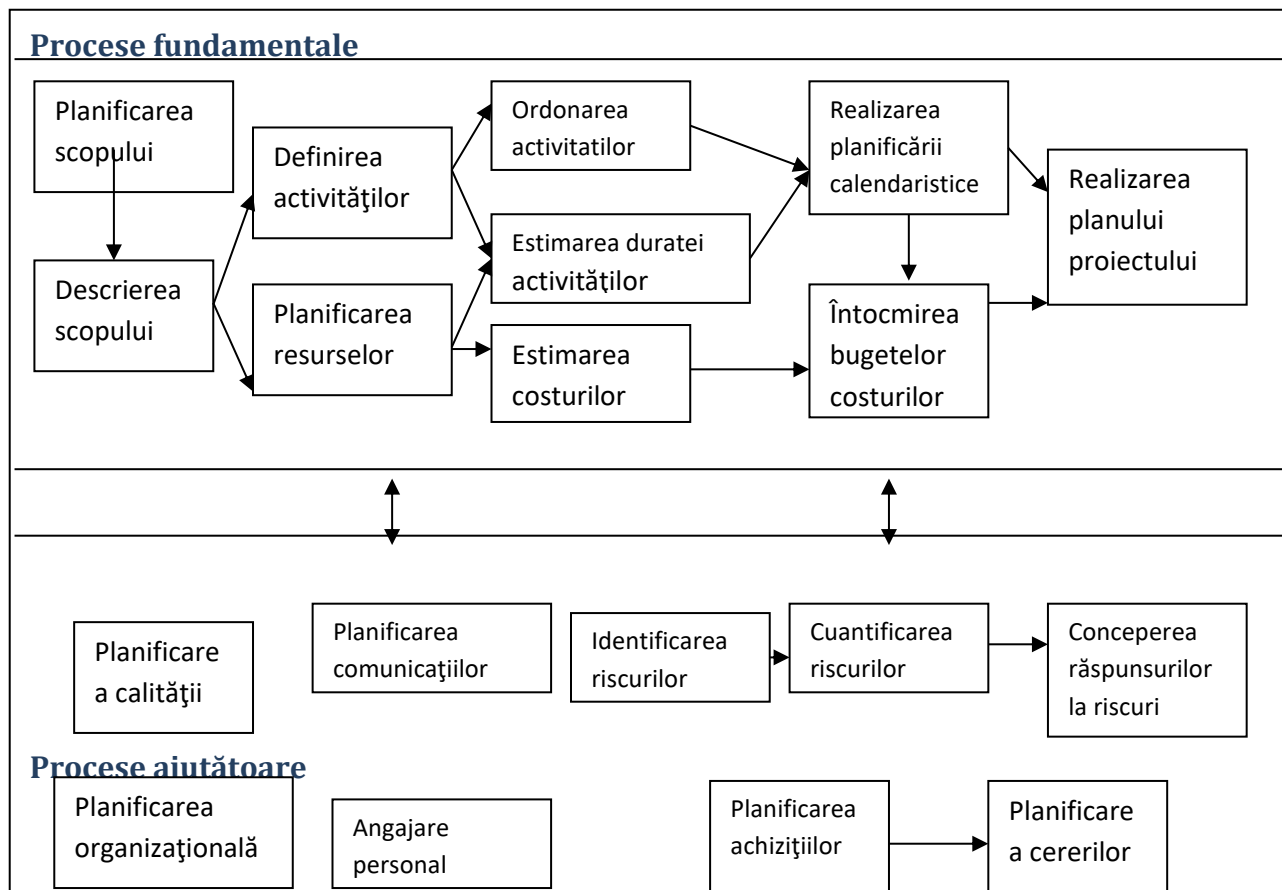 Procese fundamentale
Planificarea
scopului
Descrierea
scopului
Definirea
activităţilor
Planificarea
resurselor
Ordonarea
activitatilor
Estimarea duratei
activităţilor
Estimarea
costurilor
Realizarea
planificării
calendaristice
Întocmirea
bugetelor
costurilor
Realizarea
planului
proiectului
Planificare
a calităţii
Planificarea
comunicaţiilor
Identificarea
riscurilor
Cuantificarea
riscurilor
Conceperea
răspunsurilor
la riscuri
Procese ajutătoare
Planificarea
organizaţională
Angajare
personal
Planificarea
achiziţiilor
Planificare
a cererilor